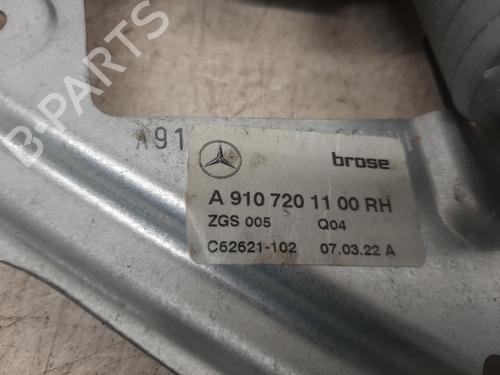 B-PARTS
A91
brose
A 910 720 11 00 RH
ZGS 005 Q04
C62621-102 07.03.22 A